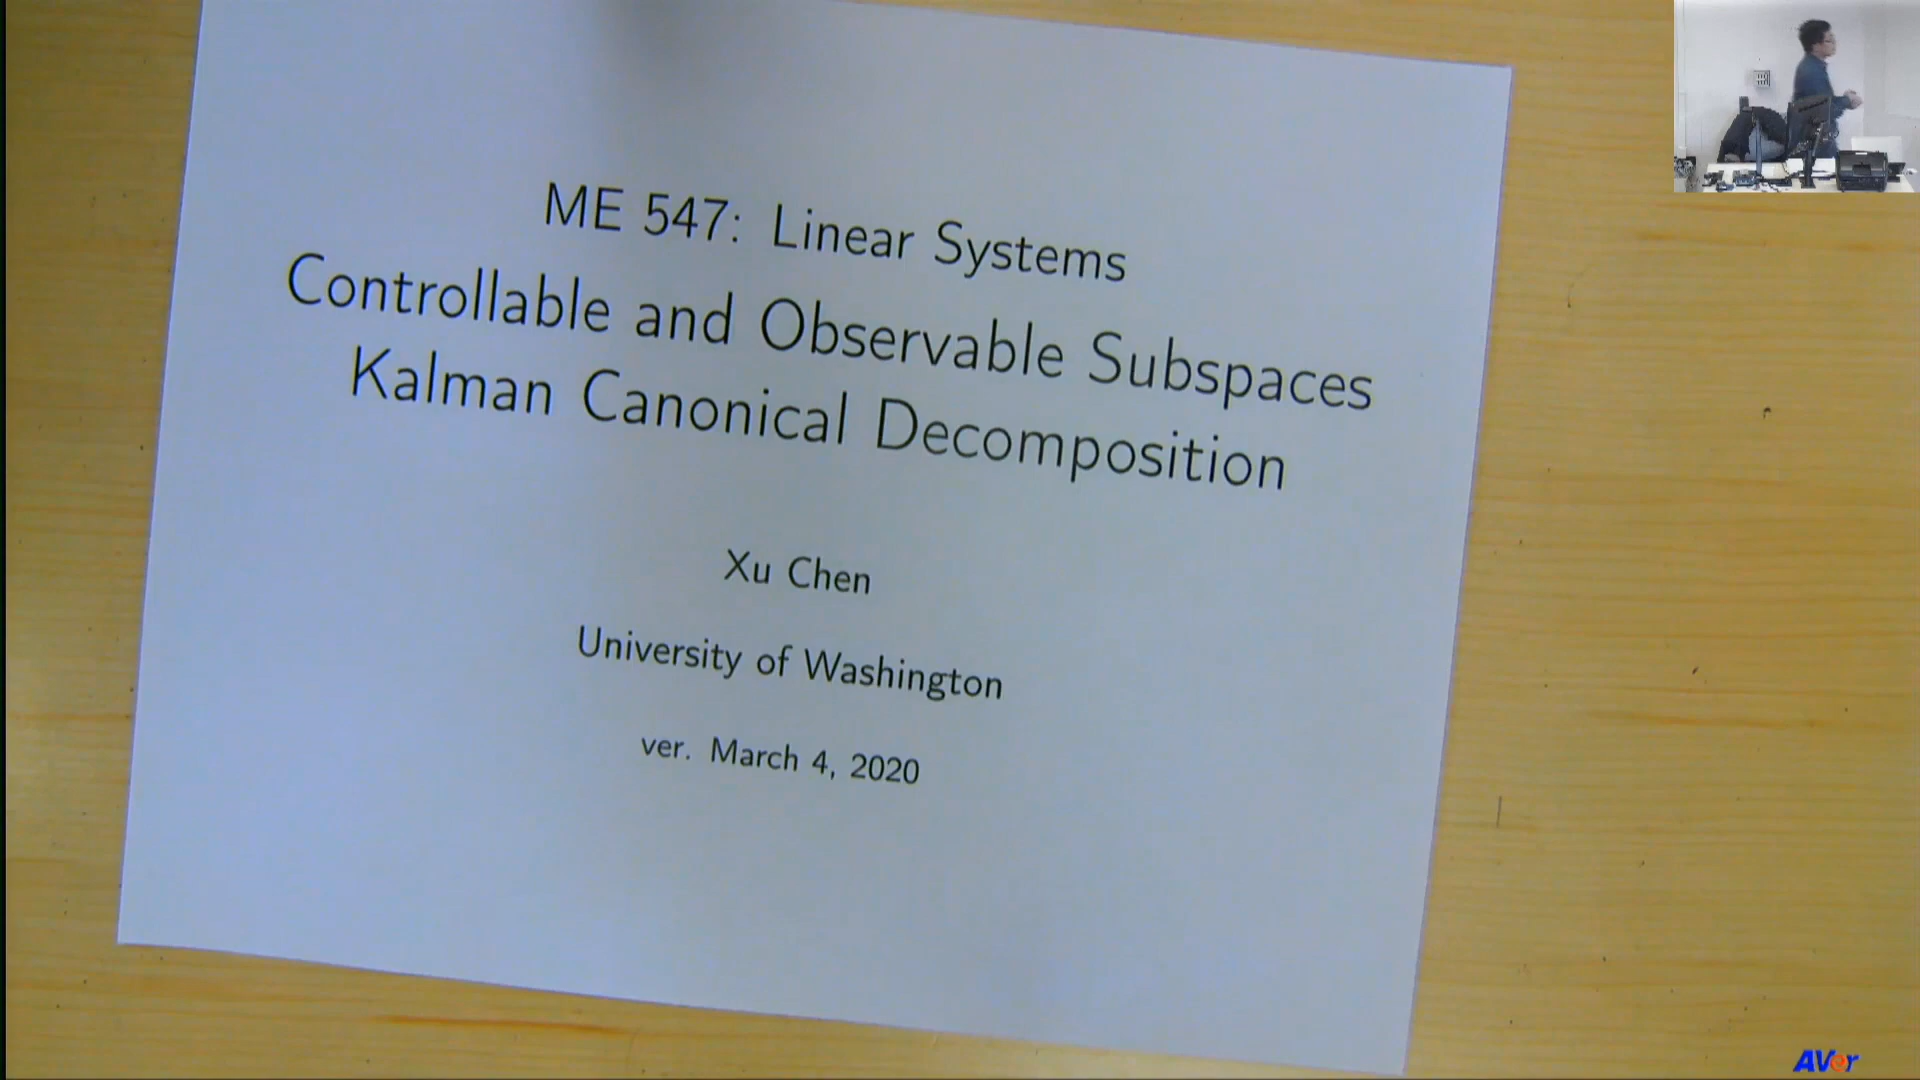 ME 547: Linear Systems
Controllable and Observable Subspaces
Kalman Canonical Decomposition
Xu Chen
University of Washington
ver. March 4, 2020
AVer